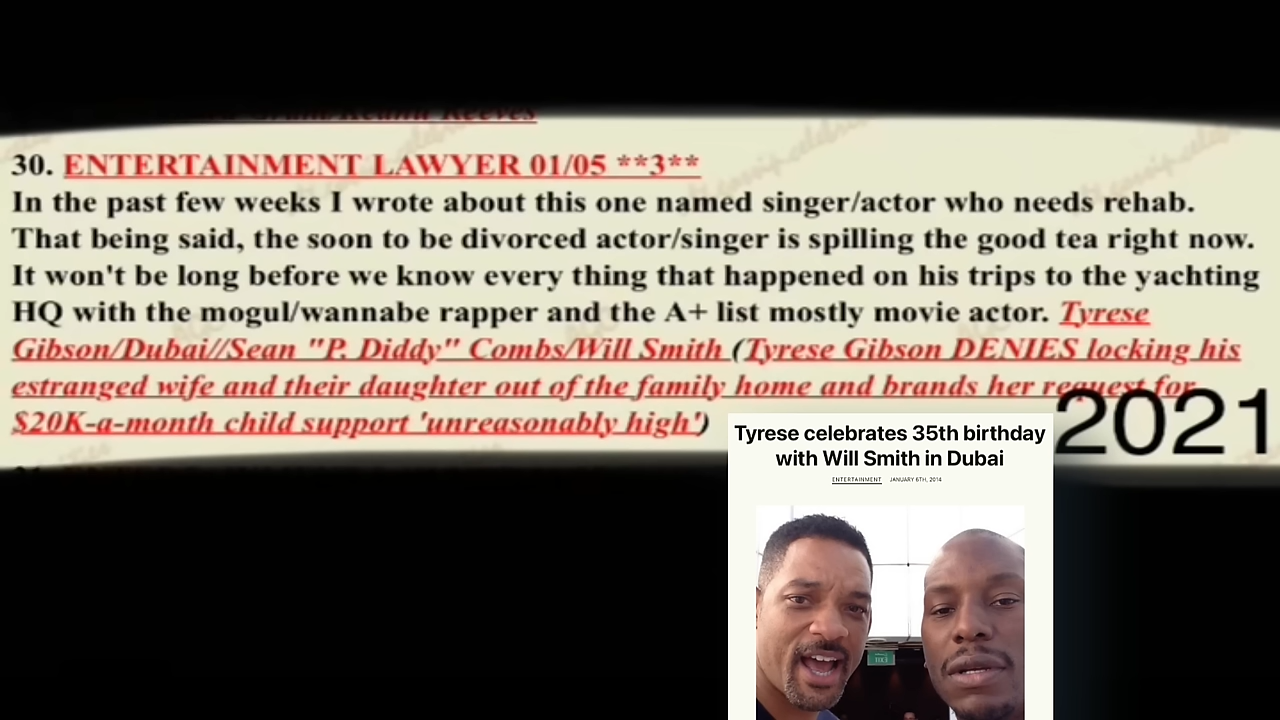 Reeves
30. ENTERTAINMENT LAWYER 01/05 **3**
In the past few weeks I wrote about this one named singer/actor who needs rehab.
That being said, the soon to be divorced actor/singer is spilling the good tea right now.
It won't be long before we know every thing that happened on his trips to the yachting
HQ with the mogul/wannabe rapper and the A+ list mostly movie actor. Tyrese
Gibson/Dubai//Sean "P. Diddy" Combs/Will Smith (Tyrese Gibson DENIES locking his
estranged wife and their daughter out of the family home and brands her request for
$20K-a-month child support 'unreasonably high')
2021
Tyrese celebrates 35th birthday
with Will Smith in Dubai
ENTERTAINMENT JANUARY 6TH, 2014